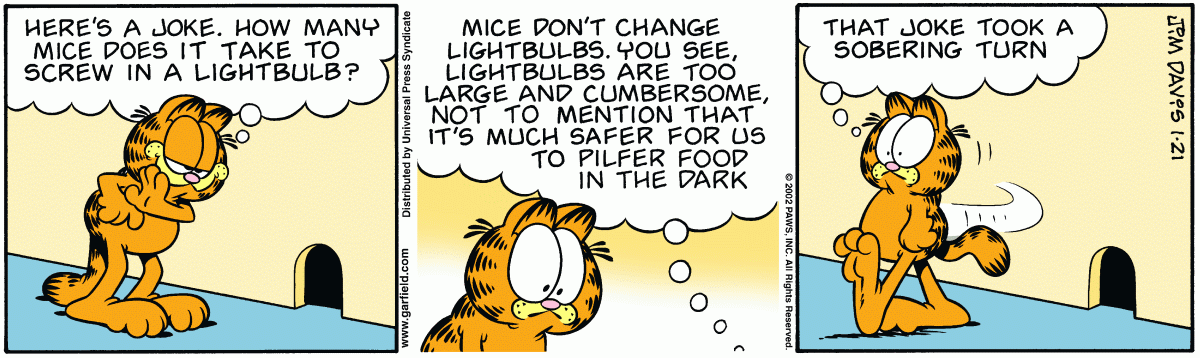 HERE'S A JOKE. HOW MANY
MICE DOES IT TAKE TO
SCREW IN A LIGHTBULB?
www.garfield.com
Distributed by Universal Press Syndicate
MICE DON'T CHANGE
LIGHTBULBS. YOU SEE,
LIGHTBULBS ARE TOO
LARGE AND CUMBERSOME,
NOT TO MENTION THAT
IT'S MUCH SAFER FOR US
TO PILFER FOOD
IN THE DARK
© 2002 PAWS, INC. All Rights Reserved.
THAT JOKE TOOK A
SOBERING TURN
JIM DAVIS 1-21